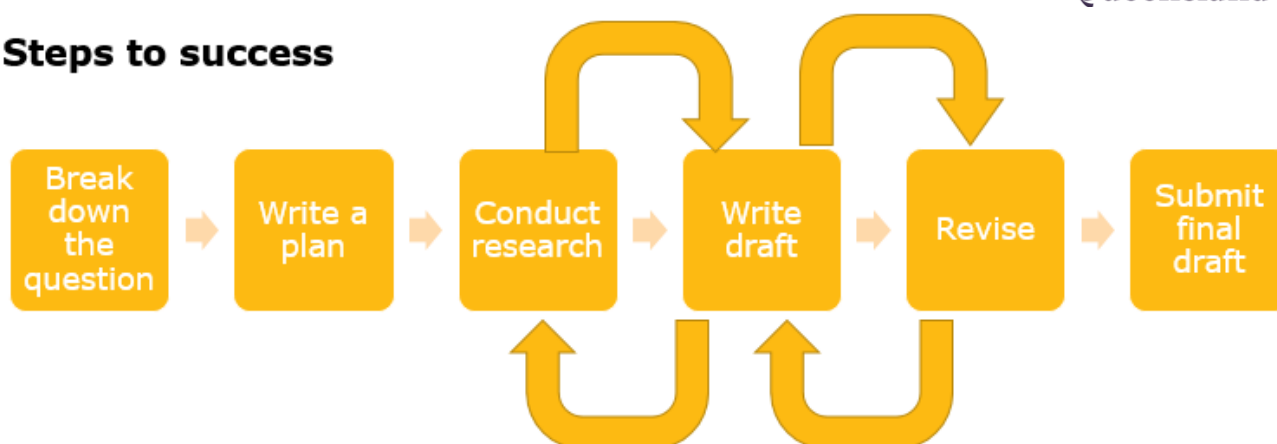 Steps to success
Break
down
the
question
Write a
plan
Conduct
research
Write
draft
Revise
Submit
final
draft